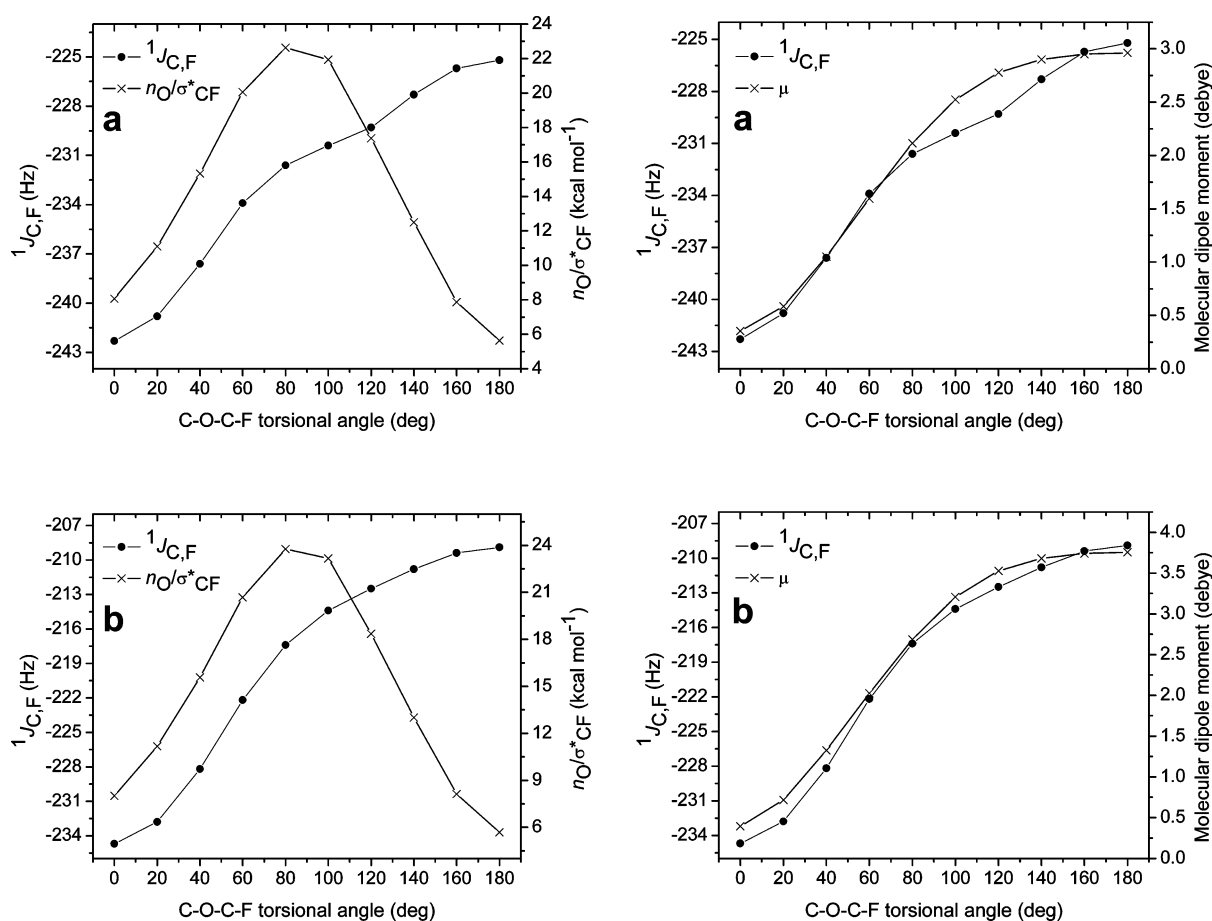 ¹J_C,F
n_O/σ*_CF
a
¹J_C,F (Hz)
-225
-228
-231
-234
-237
-240
-243
24
22
20
18
16
14
12
10
8
6
4
n_O/σ*_CF (kcal mol⁻¹)
0 20 40 60 80 100 120 140 160 180
C-O-C-F torsional angle (deg)
¹J_C,F
μ
a
¹J_C,F (Hz)
-225
-228
-231
-234
-237
-240
-243
3.0
2.5
2.0
1.5
1.0
0.5
0.0
Molecular dipole moment (debye)
0 20 40 60 80 100 120 140 160 180
C-O-C-F torsional angle (deg)
¹J_C,F
n_O/σ*_CF
b
¹J_C,F (Hz)
-207
-210
-213
-216
-219
-222
-225
-228
-231
-234
24
21
18
15
12
9
6
n_O/σ*_CF (kcal mol⁻¹)
0 20 40 60 80 100 120 140 160 180
C-O-C-F torsional angle (deg)
¹J_C,F
μ
b
¹J_C,F (Hz)
-207
-210
-213
-216
-219
-222
-225
-228
-231
-234
4.0
3.5
3.0
2.5
2.0
1.5
1.0
0.5
0.0
Molecular dipole moment (debye)
0 20 40 60 80 100 120 140 160 180
C-O-C-F torsional angle (deg)